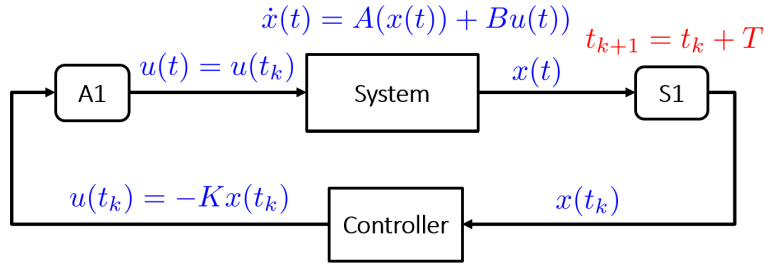 ẋ(t) = A(x(t)) + Bu(t))
t_{k+1} = t_k + T
u(t) = u(t_k)
x(t)
A1
System
S1
u(t_k) = −Kx(t_k)
x(t_k)
Controller